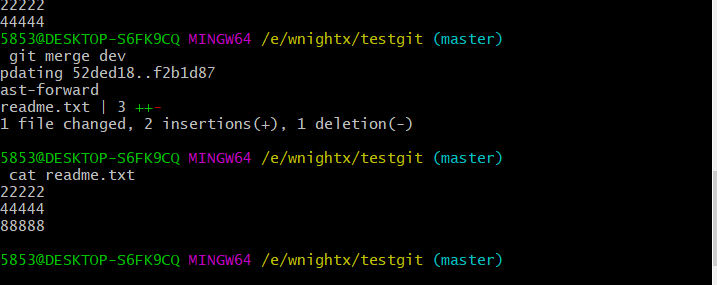 22222
44444
5853@DESKTOP-S6FK9CQ MINGW64 /e/wnightx/testgit (master)
git merge dev
pdating 52ded18..f2b1d87
ast-forward
readme.txt | 3 ++-
1 file changed, 2 insertions(+), 1 deletion(-)
5853@DESKTOP-S6FK9CQ MINGW64 /e/wnightx/testgit (master)
cat readme.txt
22222
44444
88888
5853@DESKTOP-S6FK9CQ MINGW64 /e/wnightx/testgit (master)